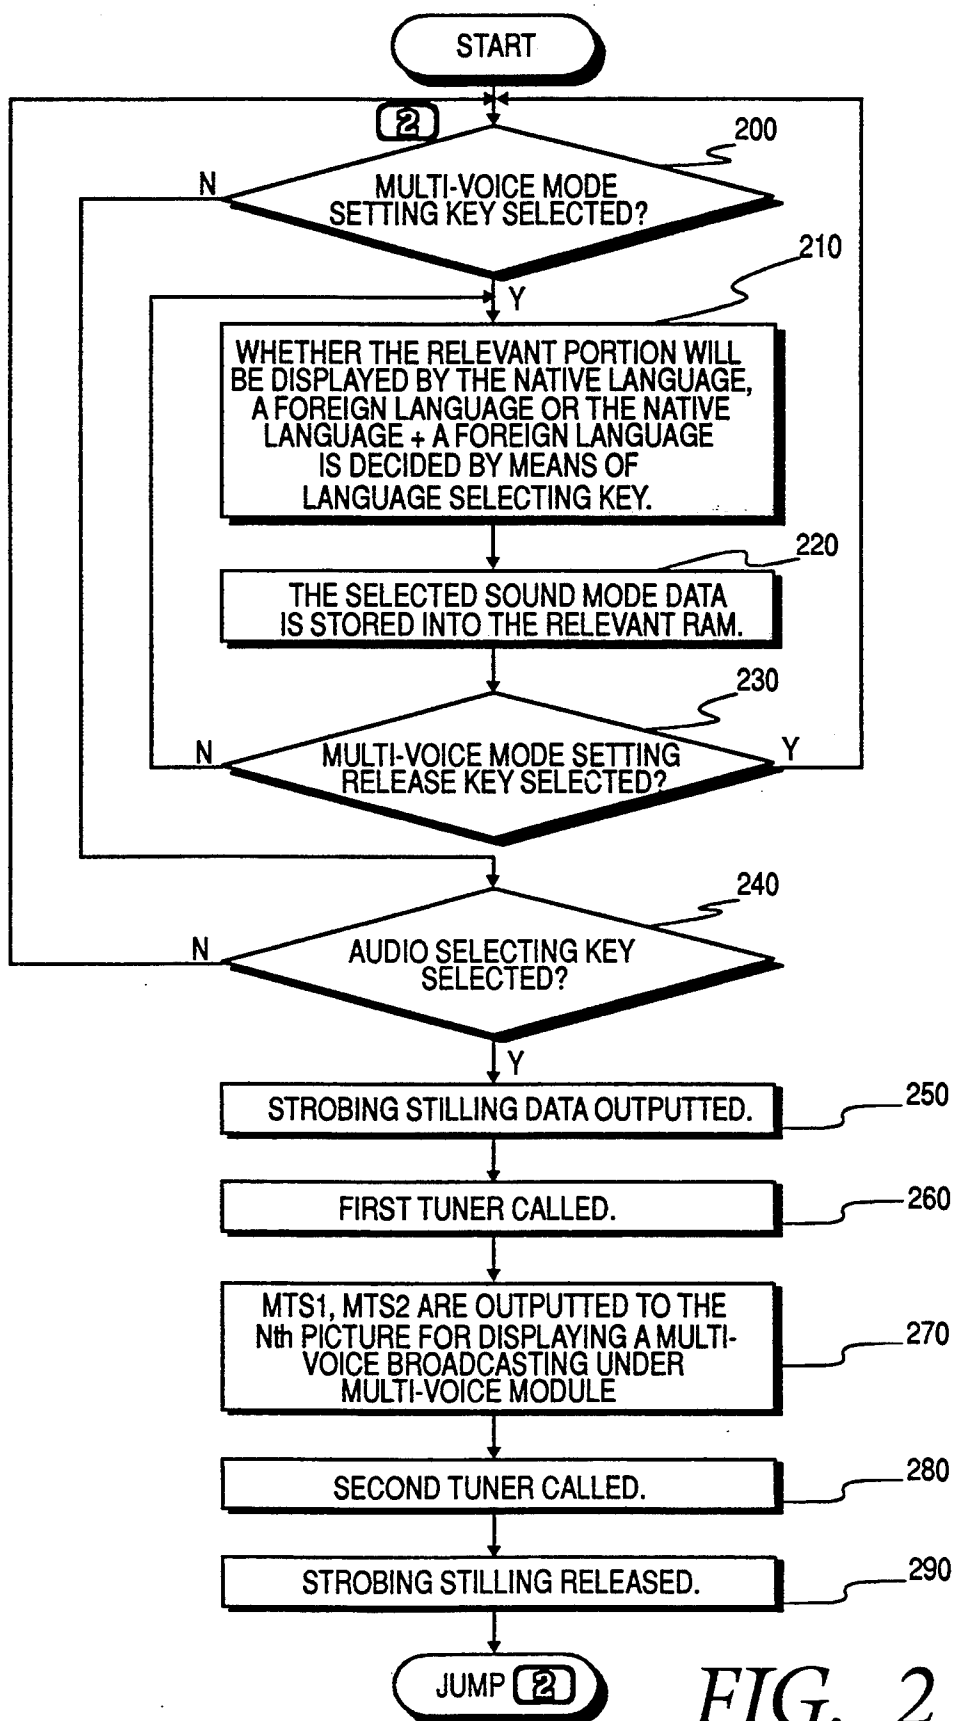 START
2
200
N
MULTI-VOICE MODE
SETTING KEY SELECTED?
210
Y
WHETHER THE RELEVANT PORTION WILL
BE DISPLAYED BY THE NATIVE LANGUAGE,
A FOREIGN LANGUAGE OR THE NATIVE
LANGUAGE + A FOREIGN LANGUAGE
IS DECIDED BY MEANS OF
LANGUAGE SELECTING KEY.
220
THE SELECTED SOUND MODE DATA
IS STORED INTO THE RELEVANT RAM.
230
N
Y
MULTI-VOICE MODE SETTING
RELEASE KEY SELECTED?
240
N
AUDIO SELECTING KEY
SELECTED?
Y
250
STROBING STILLING DATA OUTPUTTED.
260
FIRST TUNER CALLED.
MTS1, MTS2 ARE OUTPUTTED TO THE
Nth PICTURE FOR DISPLAYING A MULTI-
VOICE BROADCASTING UNDER
MULTI-VOICE MODULE
270
280
SECOND TUNER CALLED.
290
STROBING STILLING RELEASED.
JUMP 2
FIG. 2